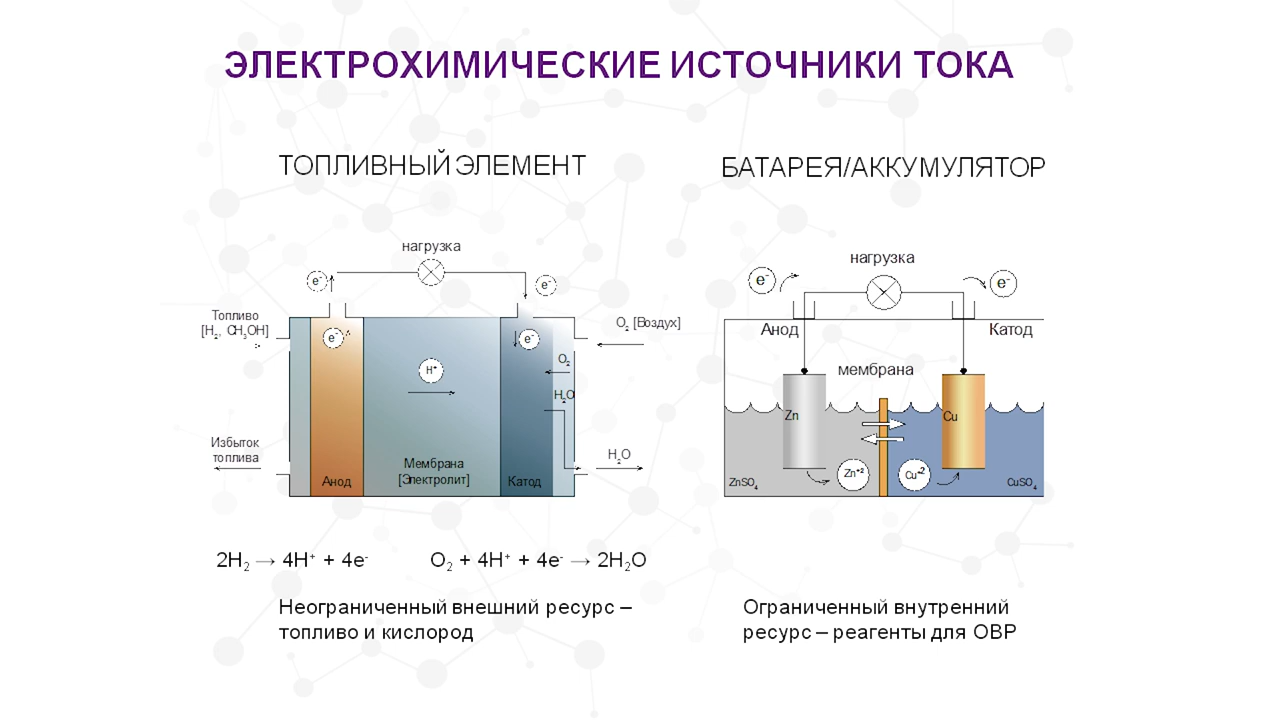 ЭЛЕКТРОХИМИЧЕСКИЕ ИСТОЧНИКИ ТОКА
ТОПЛИВНЫЙ ЭЛЕМЕНТ
нагрузка
e⁻
e⁻
Топливо
[H₂, CH₃OH]
e⁻
e⁻
O₂ [Воздух]
O₂
H⁺
H₂O
Избыток
топлива
H₂O
Мембрана
[Электролит]
Анод
Катод
2H₂ → 4H⁺ + 4e⁻
O₂ + 4H⁺ + 4e⁻ → 2H₂O
Неограниченный внешний ресурс –
топливо и кислород
БАТАРЕЯ/АККУМУЛЯТОР
нагрузка
e⁻
e⁻
Анод
Катод
мембрана
Zn
Cu
Zn⁺²
Cu⁺²
ZnSO₄
CuSO₄
Ограниченный внутренний
ресурс – реагенты для ОВР